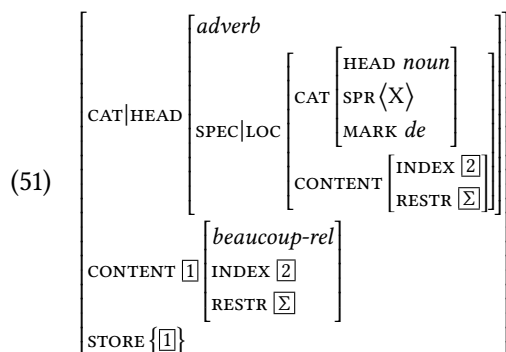 adverb
HEAD noun
CAT SPR⟨X⟩
MARK de
CAT|HEAD SPEC|LOC
CONTENT INDEX 2
RESTR Σ
(51)
beaucoup-rel
CONTENT 1 INDEX 2
RESTR Σ
STORE {1}